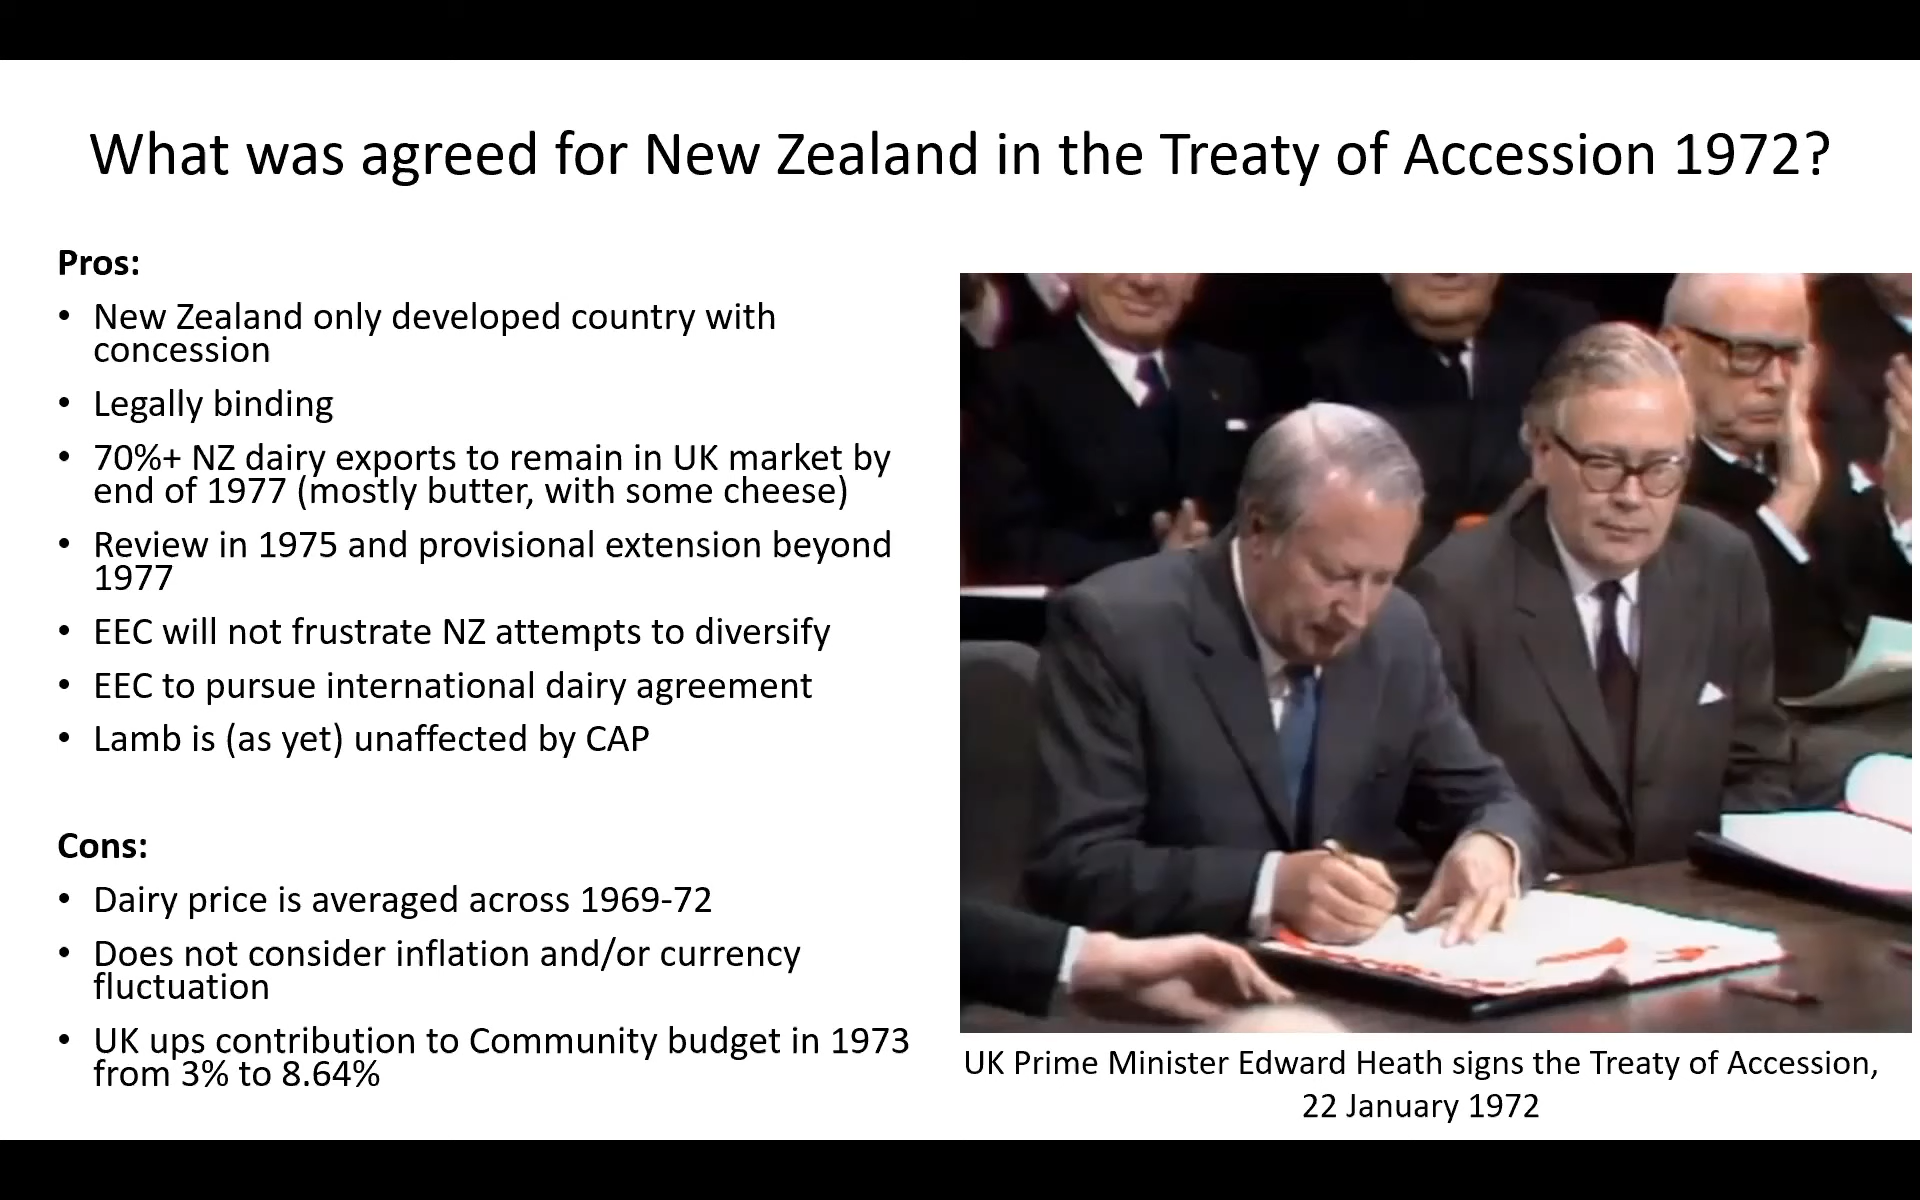 What was agreed for New Zealand in the Treaty of Accession 1972?
Pros:
• New Zealand only developed country with
concession
• Legally binding
• 70%+ NZ dairy exports to remain in UK market by
end of 1977 (mostly butter, with some cheese)
• Review in 1975 and provisional extension beyond
1977
• EEC will not frustrate NZ attempts to diversify
• EEC to pursue international dairy agreement
• Lamb is (as yet) unaffected by CAP
Cons:
• Dairy price is averaged across 1969-72
• Does not consider inflation and/or currency
fluctuation
• UK ups contribution to Community budget in 1973
from 3% to 8.64%
UK Prime Minister Edward Heath signs the Treaty of Accession,
22 January 1972